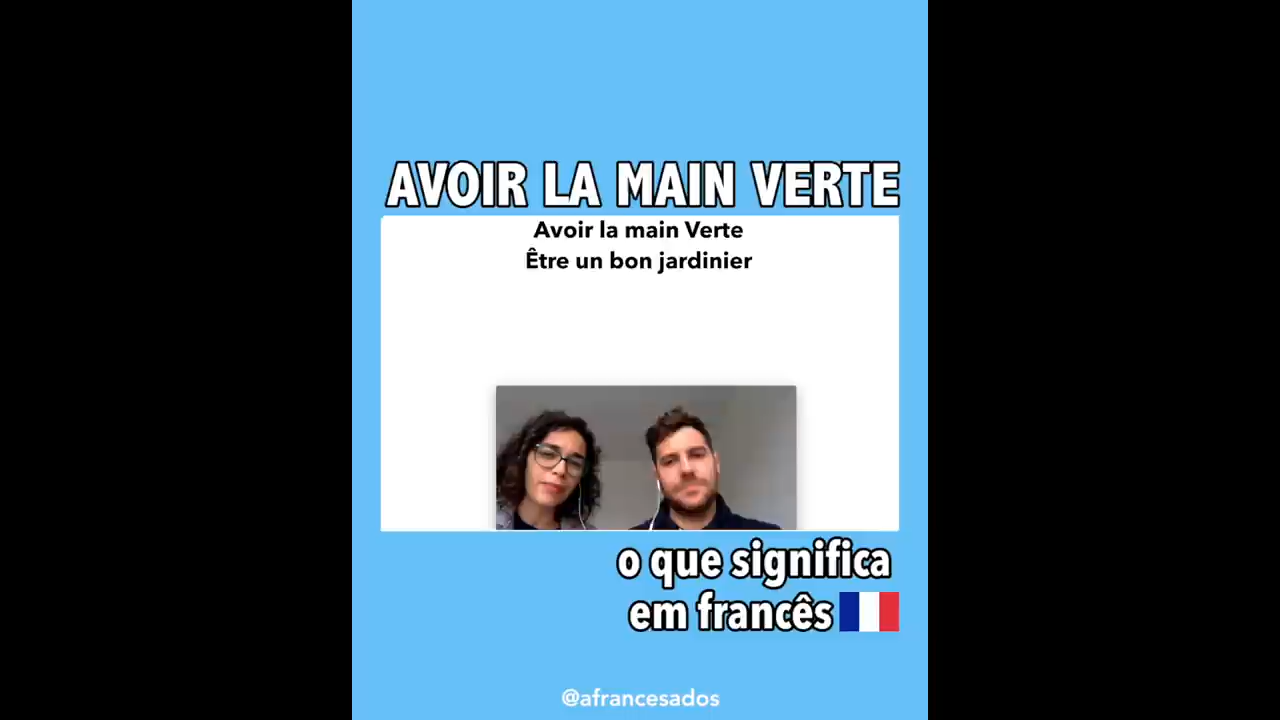 AVOIR LA MAIN VERTE
Avoir la main Verte
Être un bon jardinier
o que significa
em francês
@afrancesados